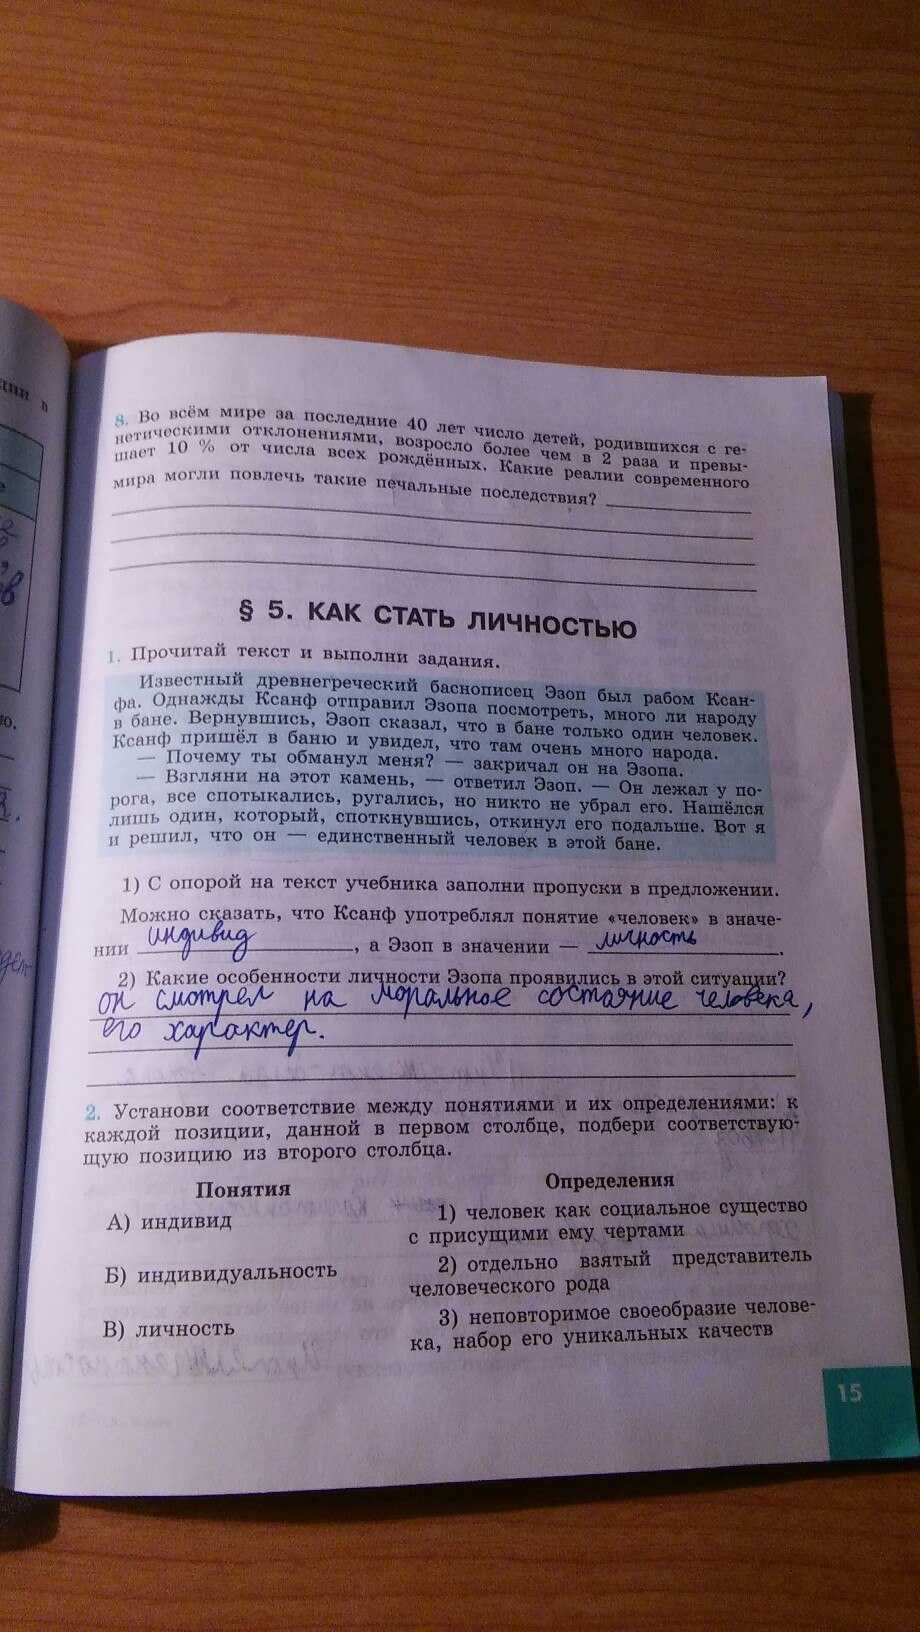 дии в
8. Во всём мире за последние 40 лет число детей, родившихся с ге-
нетическими отклонениями, возросло более чем в 2 раза и превы-
шает 10 % от числа всех рождённых. Какие реалии современного
мира могли повлечь такие печальные последствия?
§ 5. КАК СТАТЬ ЛИЧНОСТЬЮ
1. Прочитай текст и выполни задания.
Известный древнегреческий баснописец Эзоп был рабом Ксан-
фа. Однажды Ксанф отправил Эзопа посмотреть, много ли народу
в бане. Вернувшись, Эзоп сказал, что в бане только один человек.
Ксанф пришёл в баню и увидел, что там очень много народа.
— Почему ты обманул меня? — закричал он на Эзопа.
— Взгляни на этот камень, — ответил Эзоп. — Он лежал у по-
рога, все спотыкались, ругались, но никто не убрал его. Нашёлся
лишь один, который, споткнувшись, откинул его подальше. Вот я
и решил, что он — единственный человек в этой бане.
1) С опорой на текст учебника заполни пропуски в предложении.
Можно сказать, что Ксанф употреблял понятие «человек» в значе-
нии индивид, а Эзоп в значении — личность.
2) Какие особенности личности Эзопа проявились в этой ситуации?
он смотрел на моральное состояние человека,
его характер.
2. Установи соответствие между понятиями и их определениями: к
каждой позиции, данной в первом столбце, подбери соответствую-
щую позицию из второго столбца.
Понятия
А) индивид
Б) индивидуальность
В) личность
Определения
1) человек как социальное существо
с присущими ему чертами
2) отдельно взятый представитель
человеческого рода
3) неповторимое своеобразие челове-
ка, набор его уникальных качеств
15